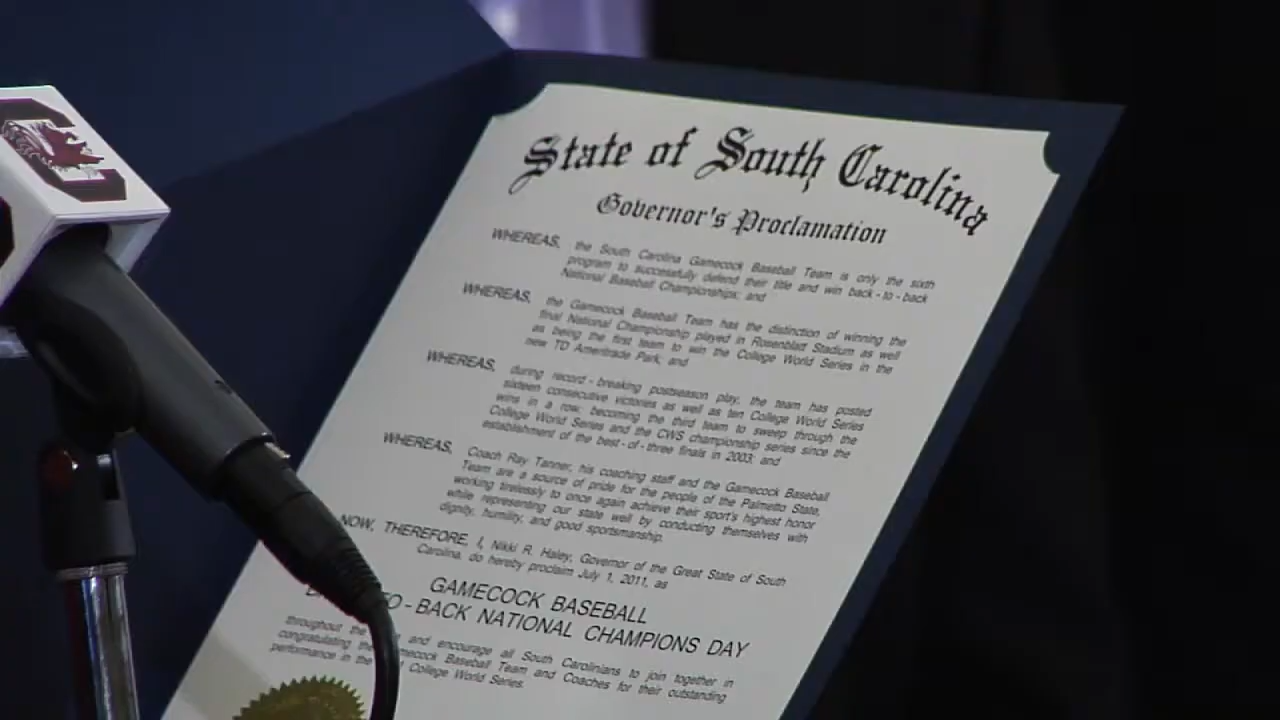 C
State of South Carolina
Governor's Proclamation
WHEREAS, the South Carolina Gamecock Baseball Team is only the sixth
program to successfully defend their title and win back - to - back
National Baseball Championships; and
WHEREAS, the Gamecock Baseball Team has the distinction of winning the
final National Championship played in Rosenblatt Stadium as well
as being the first team to win the College World Series in the
new TD Ameritrade Park; and
WHEREAS, during record - breaking postseason play, the team has posted
sixteen consecutive victories as well as ten College World Series
wins in a row; becoming the third team to sweep through the
College World Series and the CWS championship series since the
establishment of the best - of - three finals in 2003; and
WHEREAS, Coach Ray Tanner, his coaching staff and the Gamecock Baseball
Team are a source of pride for the people of the Palmetto State,
working tirelessly to once again achieve their sport's highest honor
while representing our state well by conducting themselves with
dignity, humility, and good sportsmanship.
NOW, THEREFORE, I, Nikki R. Haley, Governor of the Great State of South
Carolina, do hereby proclaim July 1, 2011, as
GAMECOCK BASEBALL
TO - BACK NATIONAL CHAMPIONS DAY
throughout the and encourage all South Carolinians to join together in
congratulating the Gamecock Baseball Team and Coaches for their outstanding
performance in the College World Series.